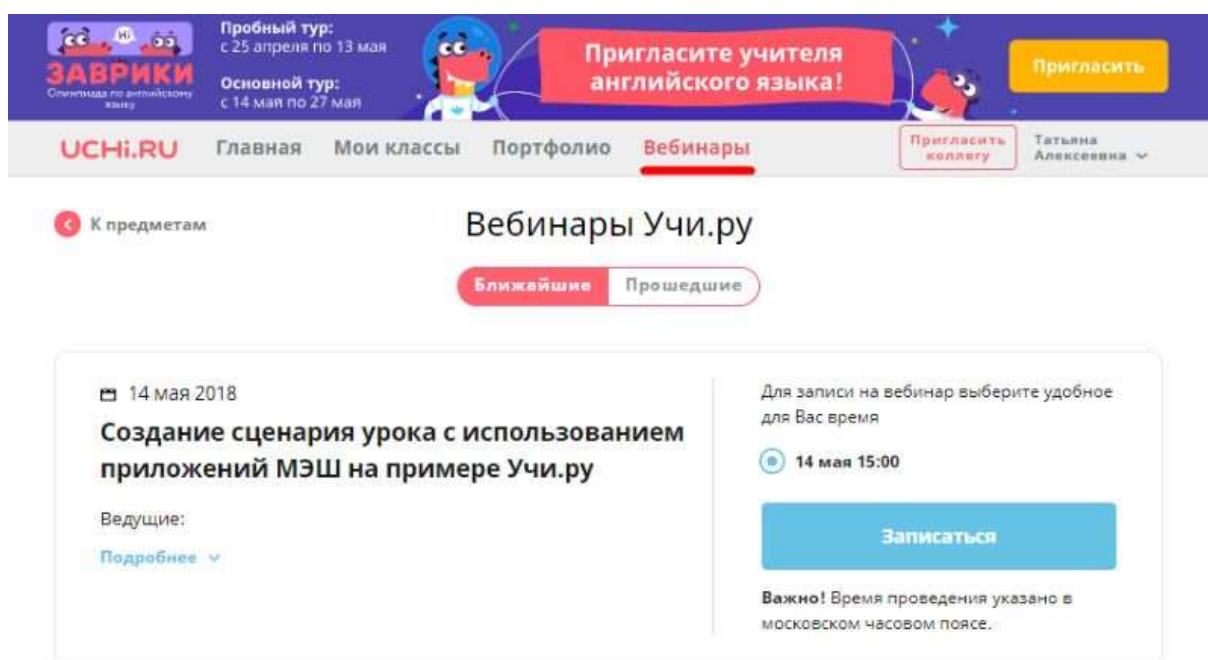 Hi
ЗАВРИКИ
Олимпиада по английскому
языку
Пробный тур:
с 25 апреля по 13 мая
Основной тур:
с 14 мая по 27 мая
Пригласите учителя
английского языка!
Пригласить
UCHi.RU
Главная
Мои классы
Портфолио
Вебинары
Пригласить
коллегу
Татьяна
Алексеевна
К предметам
Вебинары Учи.ру
Ближайшие
Прошедшие
14 мая 2018
Создание сценария урока с использованием
приложений МЭШ на примере Учи.ру
Ведущие:
Подробнее
Для записи на вебинар выберите удобное
для Вас время
14 мая 15:00
Записаться
Важно! Время проведения указано в
московском часовом поясе.